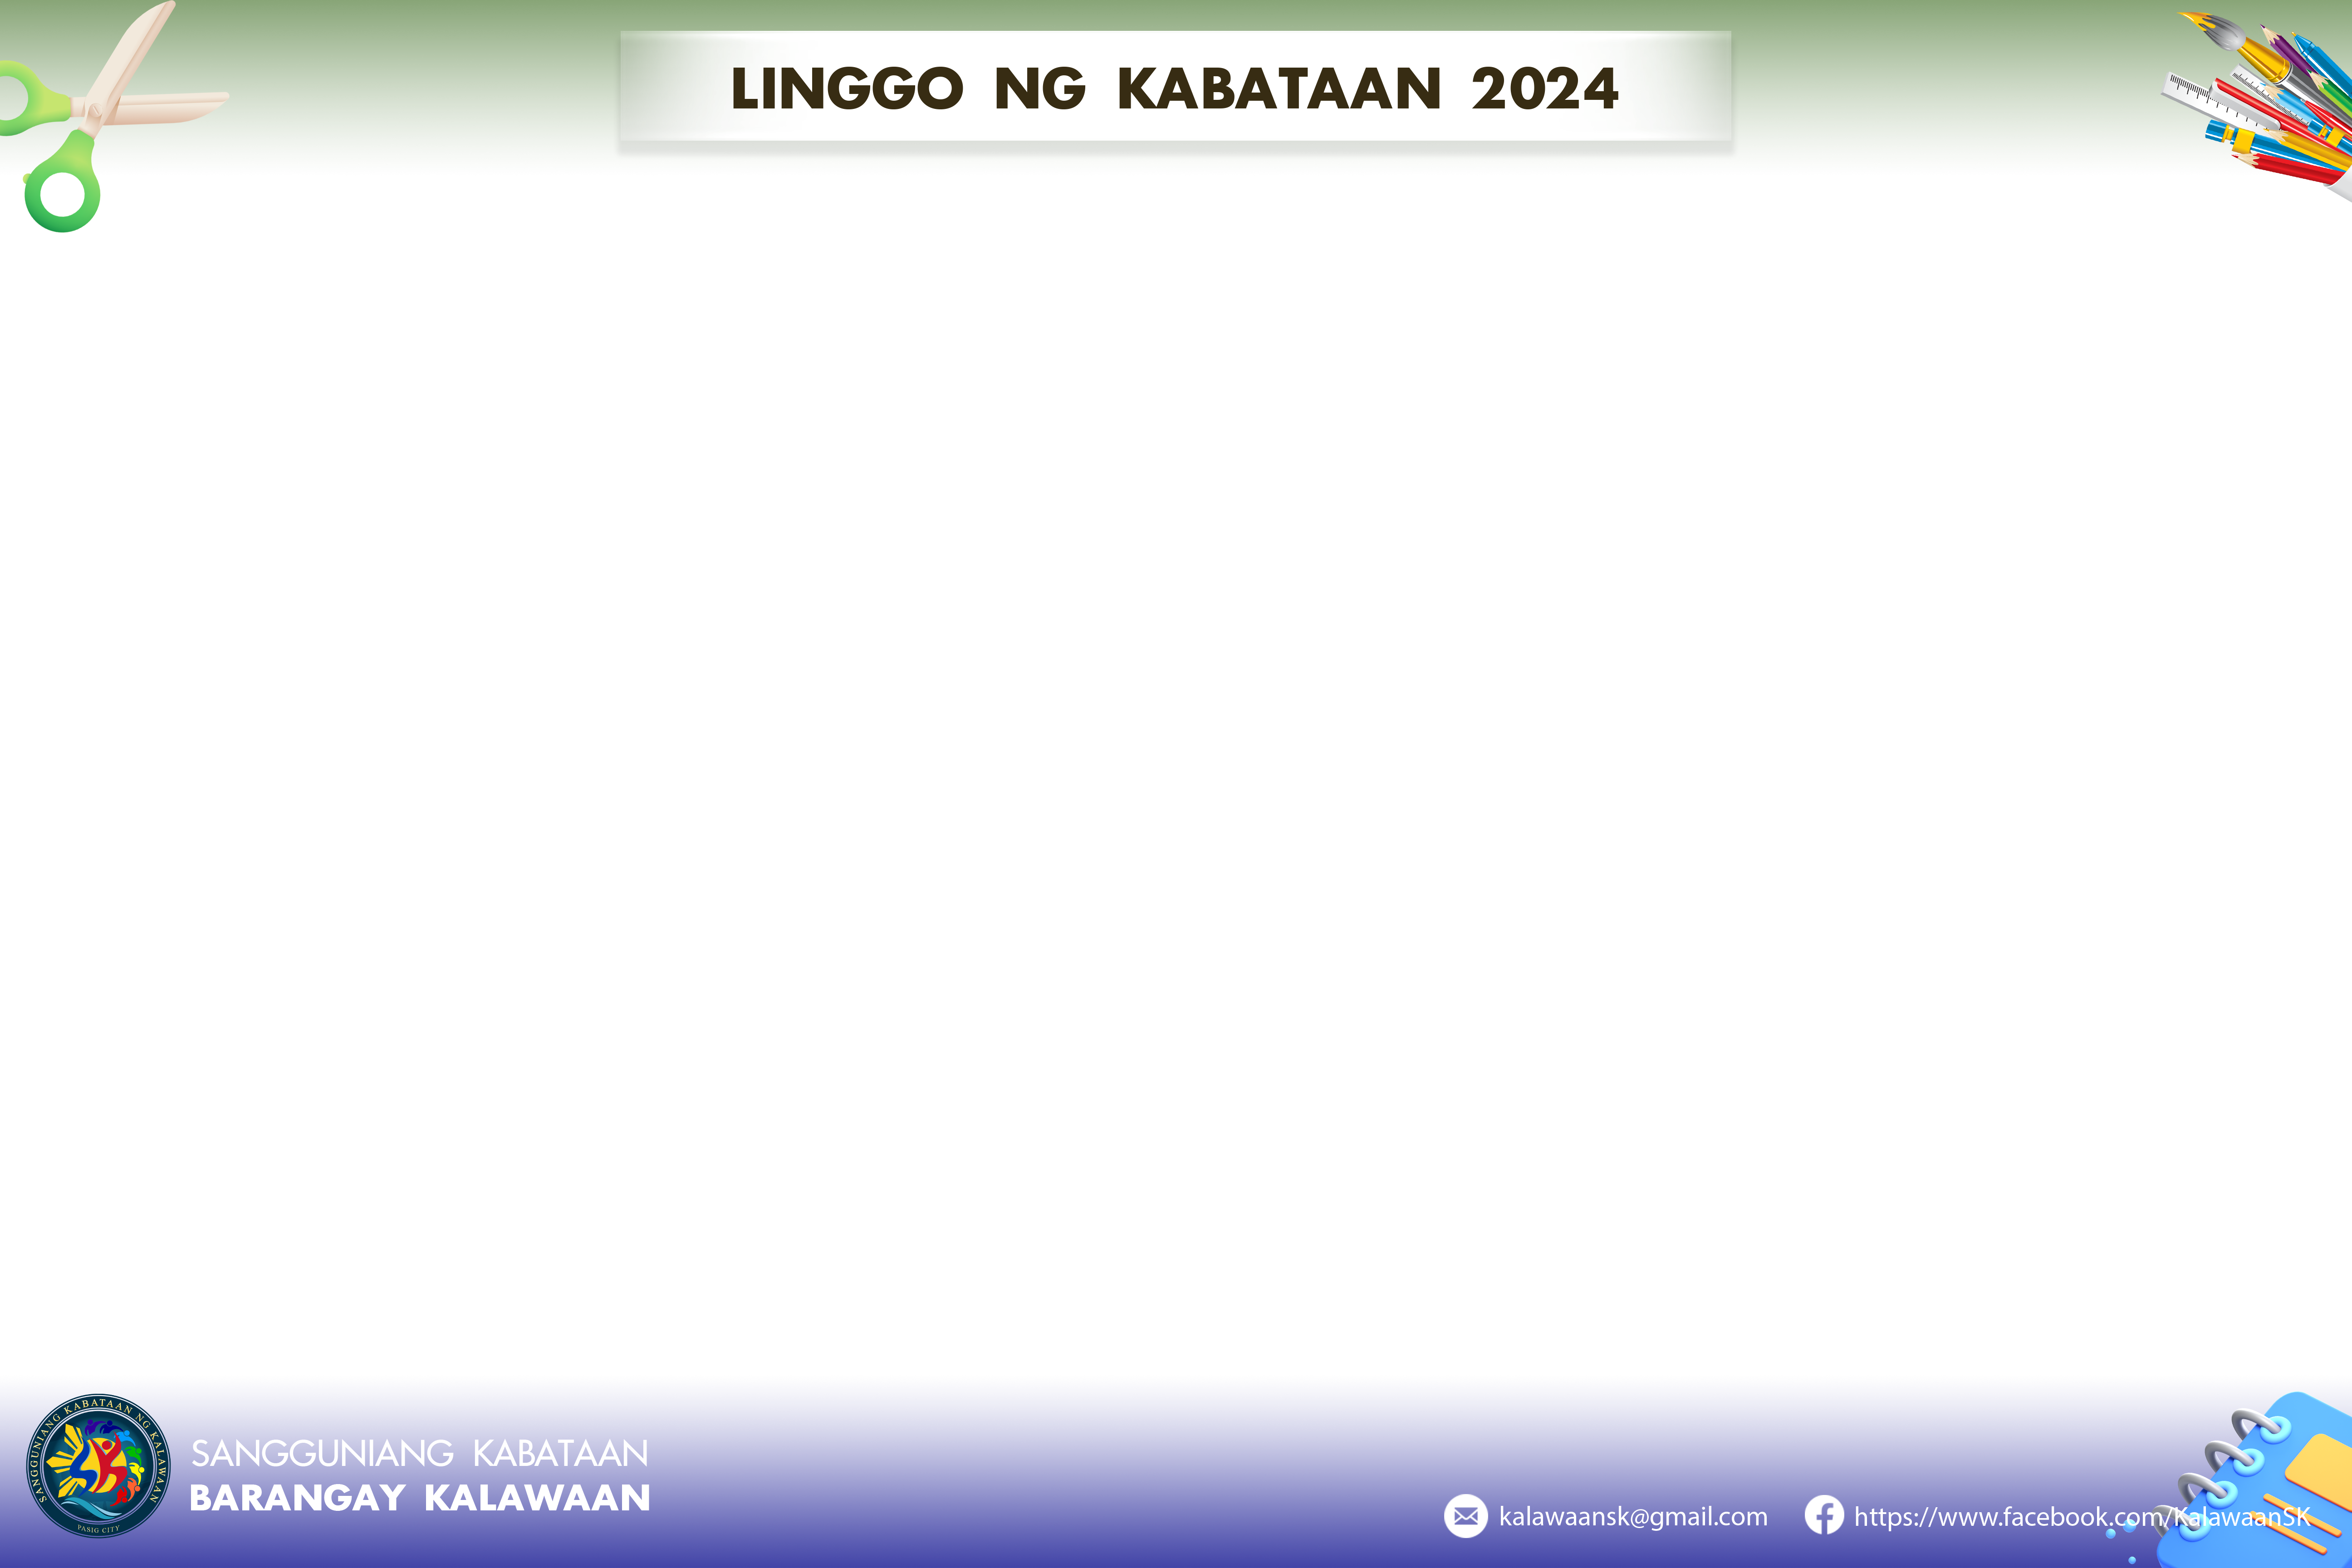 LINGGO NG KABATAAN 2024
SANGGUNIANG KABATAAN NG KALAWAAN
PASIG CITY
SANGGUNIANG KABATAAN
BARANGAY KALAWAAN
kalawaansk@gmail.com
https://www.facebook.com/KalawaanSK